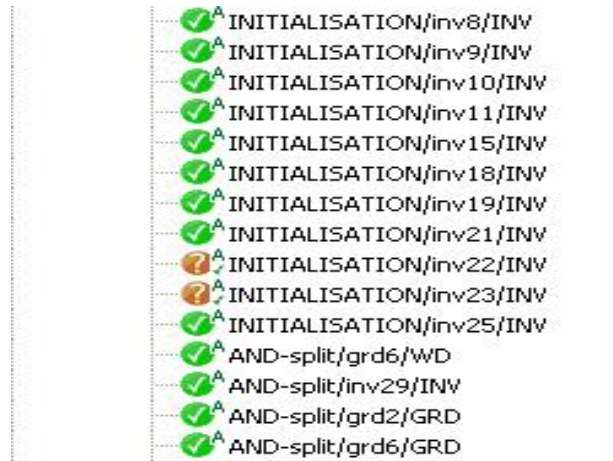 A INITIALISATION/inv8/INV
A INITIALISATION/inv9/INV
A INITIALISATION/inv10/INV
A INITIALISATION/inv11/INV
A INITIALISATION/inv15/INV
A INITIALISATION/inv18/INV
A INITIALISATION/inv19/INV
A INITIALISATION/inv21/INV
? A INITIALISATION/inv22/INV
? A INITIALISATION/inv23/INV
A INITIALISATION/inv25/INV
A AND-split/grd6/WD
A AND-split/inv29/INV
A AND-split/grd2/GRD
A AND-split/grd6/GRD